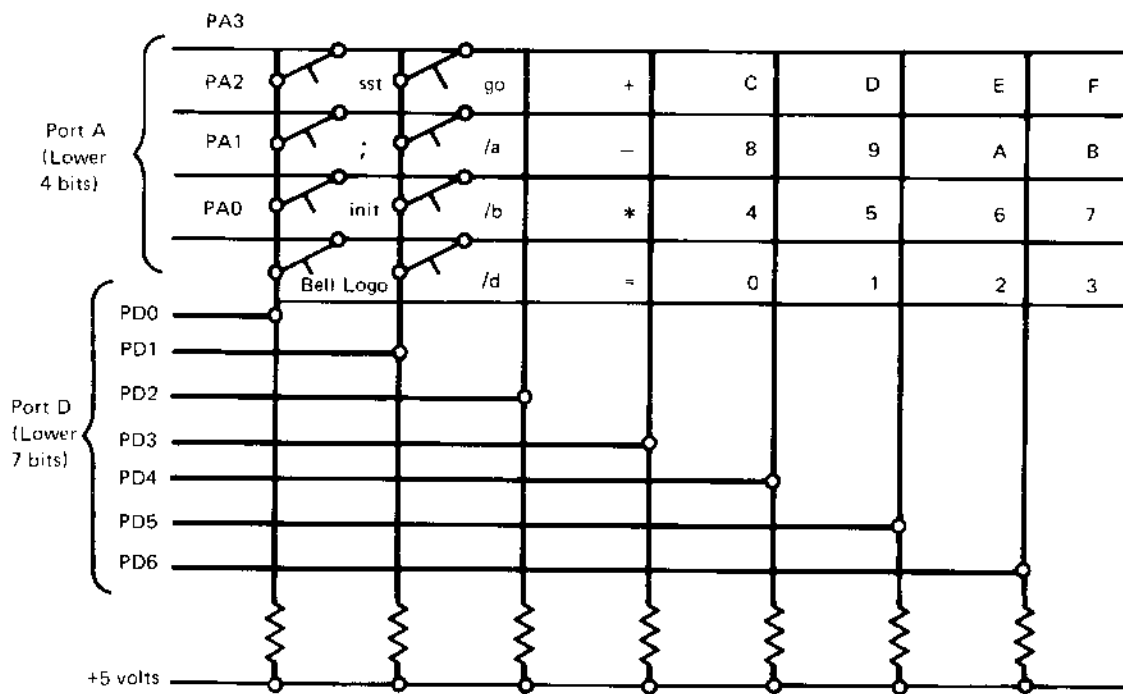 PA3
PA2 sst go + C D E F
Port A
(Lower
4 bits)
PA1 ; /a – 8 9 A B
PA0 init /b * 4 5 6 7
Bell Logo /d = 0 1 2 3
PD0
PD1
PD2
Port D
(Lower
7 bits)
PD3
PD4
PD5
PD6
+5 volts